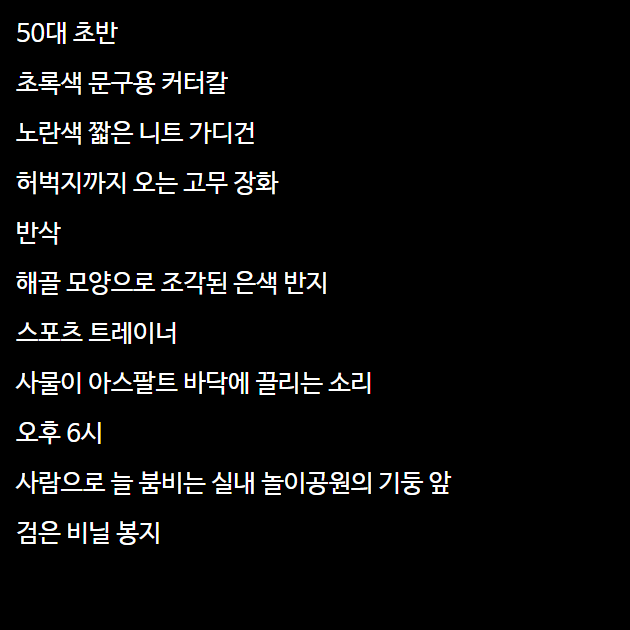 50대 초반
초록색 문구용 커터칼
노란색 짧은 니트 가디건
허벅지까지 오는 고무 장화
반삭
해골 모양으로 조각된 은색 반지
스포츠 트레이너
사물이 아스팔트 바닥에 끌리는 소리
오후 6시
사람으로 늘 붐비는 실내 놀이공원의 기둥 앞
검은 비닐 봉지